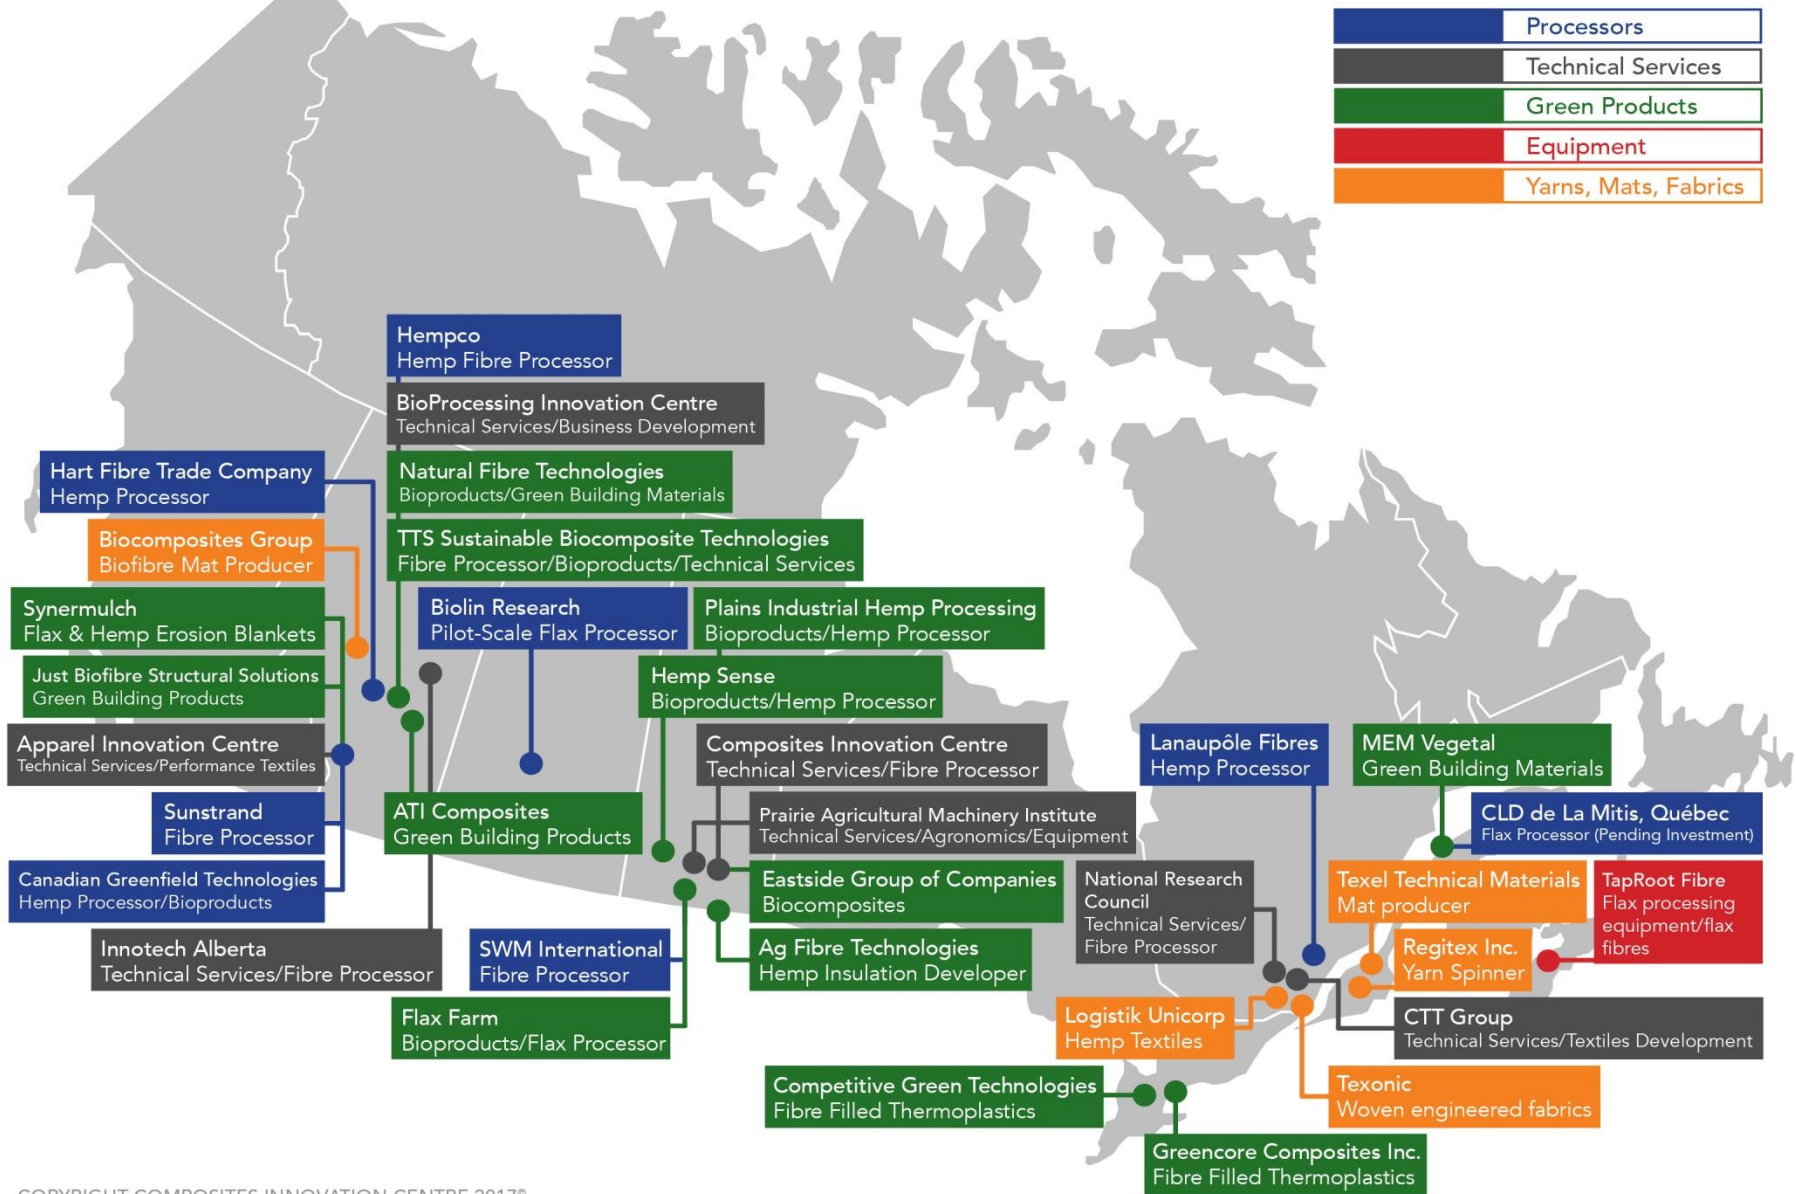 Processors
Technical Services
Green Products
Equipment
Yarns, Mats, Fabrics
Hempco
Hemp Fibre Processor
BioProcessing Innovation Centre
Technical Services/Business Development
Hart Fibre Trade Company
Hemp Processor
Natural Fibre Technologies
Bioproducts/Green Building Materials
Biocomposites Group
Biofibre Mat Producer
TTS Sustainable Biocomposite Technologies
Fibre Processor/Bioproducts/Technical Services
Synermulch
Flax & Hemp Erosion Blankets
Biolin Research
Pilot-Scale Flax Processor
Plains Industrial Hemp Processing
Bioproducts/Hemp Processor
Just Biofibre Structural Solutions
Green Building Products
Hemp Sense
Bioproducts/Hemp Processor
Apparel Innovation Centre
Technical Services/Performance Textiles
Composites Innovation Centre
Technical Services/Fibre Processor
Lanaupôle Fibres
Hemp Processor
MEM Vegetal
Green Building Materials
Sunstrand
Fibre Processor
ATI Composites
Green Building Products
Prairie Agricultural Machinery Institute
Technical Services/Agronomics/Equipment
CLD de La Mitis, Québec
Flax Processor (Pending Investment)
Canadian Greenfield Technologies
Hemp Processor/Bioproducts
Eastside Group of Companies
Biocomposites
National Research
Council
Technical Services/
Fibre Processor
Texel Technical Materials
Mat producer
TapRoot Fibre
Flax processing
equipment/flax
fibres
Innotech Alberta
Technical Services/Fibre Processor
SWM International
Fibre Processor
Ag Fibre Technologies
Hemp Insulation Developer
Regitex Inc.
Yarn Spinner
Flax Farm
Bioproducts/Flax Processor
Logistik Unicorp
Hemp Textiles
CTT Group
Technical Services/Textiles Development
Competitive Green Technologies
Fibre Filled Thermoplastics
Texonic
Woven engineered fabrics
Greencore Composites Inc.
Fibre Filled Thermoplastics
COPYRIGHT COMPOSITES INNOVATION CENTRE 2017©